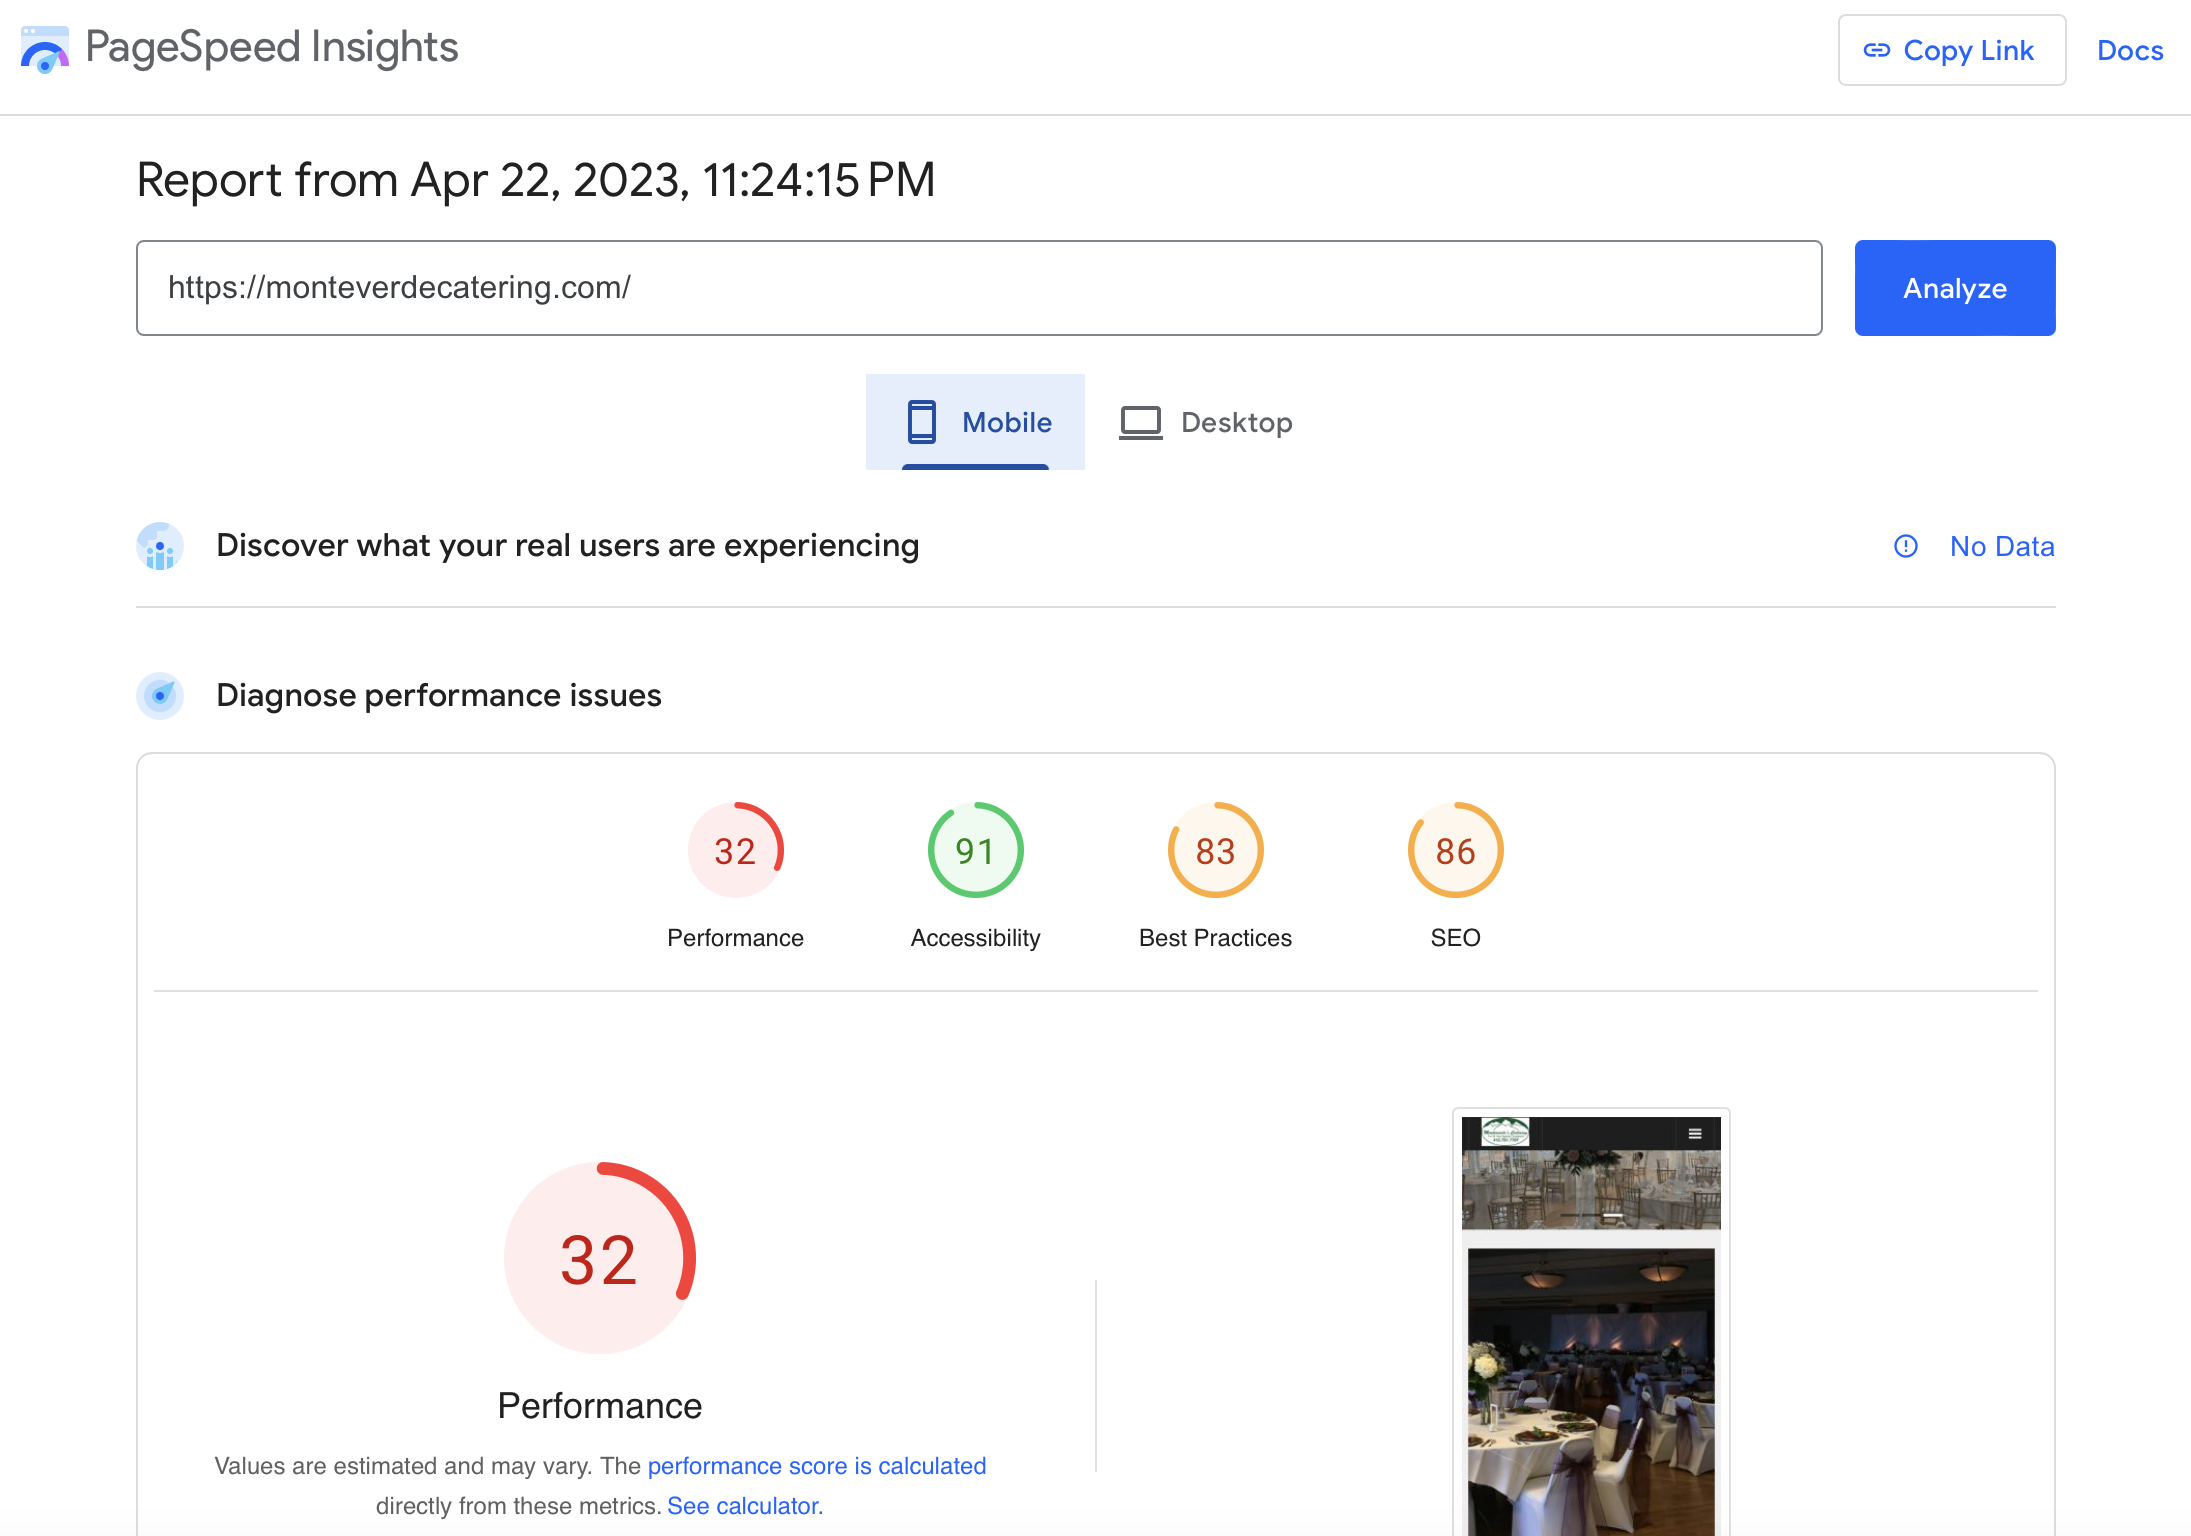 PageSpeed Insights
Copy Link
Docs
Report from Apr 22, 2023, 11:24:15 PM
https://monteverdecatering.com/
Analyze
Mobile
Desktop
Discover what your real users are experiencing
No Data
Diagnose performance issues
32
91
83
86
Performance
Accessibility
Best Practices
SEO
32
Performance
Values are estimated and may vary. The performance score is calculated
directly from these metrics. See calculator.